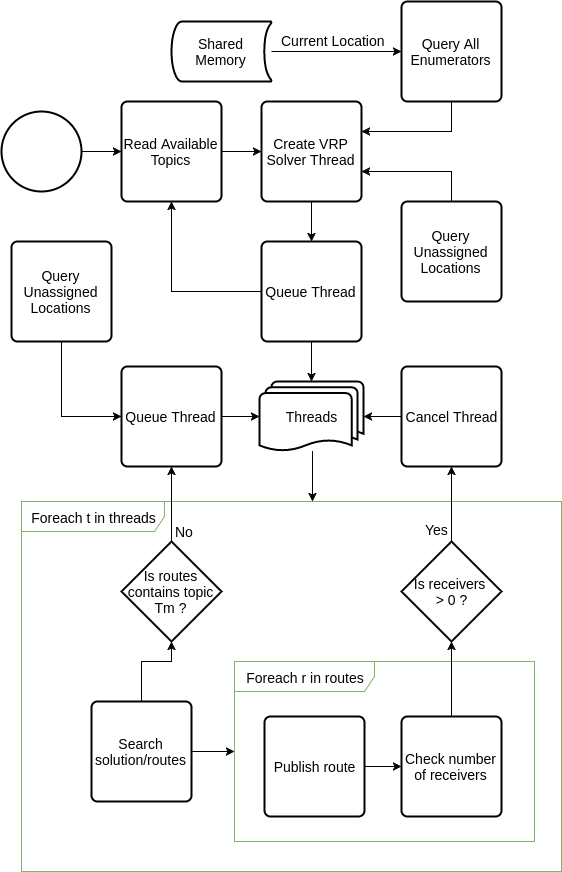 Shared
Memory
Current Location
Query All
Enumerators
Read Available
Topics
Create VRP
Solver Thread
Query
Unassigned
Locations
Query
Unassigned
Locations
Queue Thread
Queue Thread
Threads
Cancel Thread
Foreach t in threads
No
Yes
Is routes
contains topic
Tm ?
Is receivers
> 0 ?
Foreach r in routes
Search
solution/routes
Publish route
Check number
of receivers